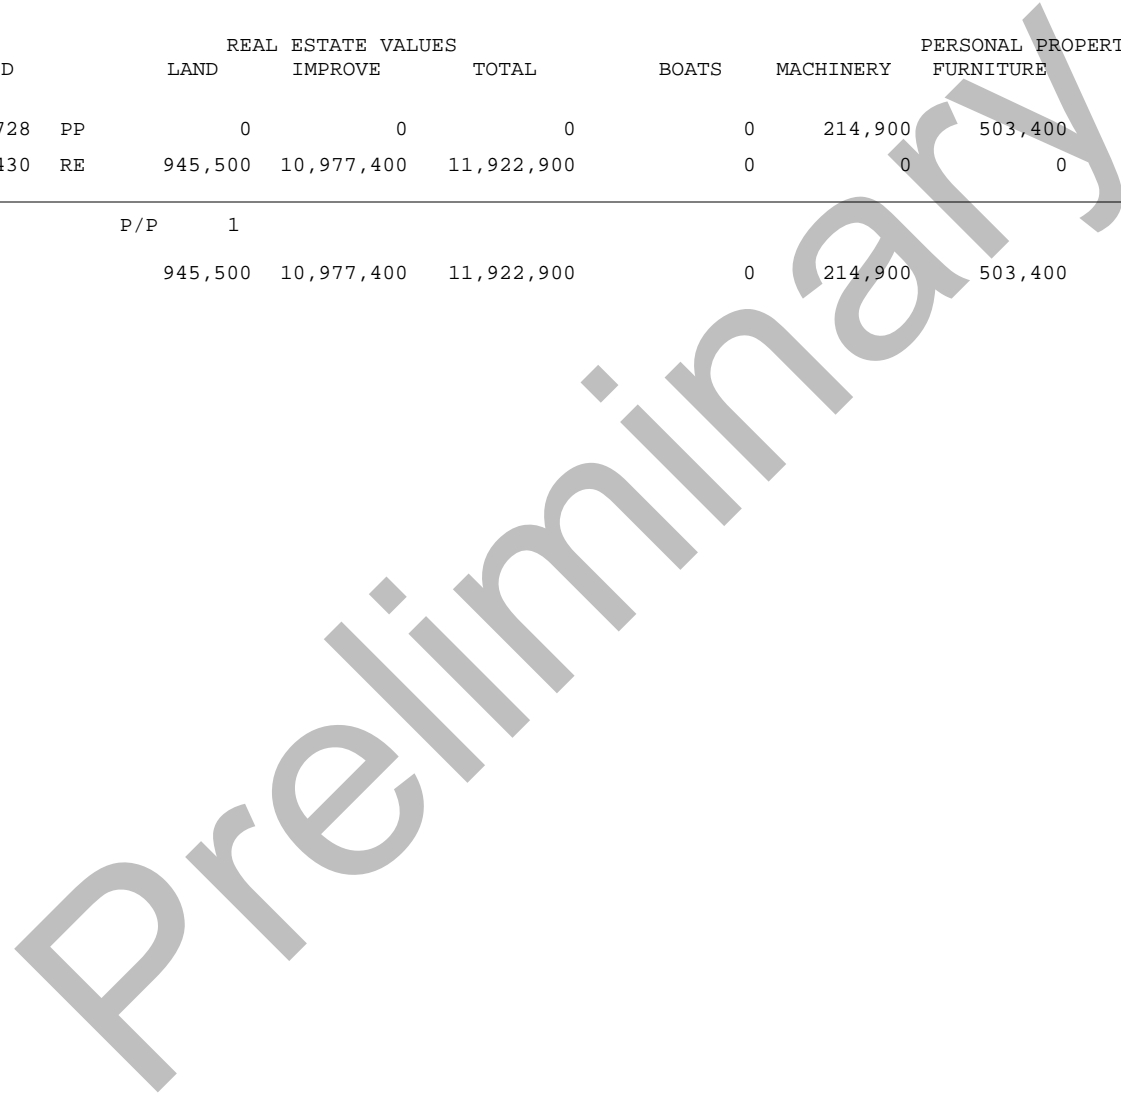 REAL ESTATE VALUES PERSONAL PROPERT
D LAND IMPROVE TOTAL BOATS MACHINERY FURNITURE
728 PP 0 0 0 0 214,900 503,400
430 RE 945,500 10,977,400 11,922,900 0 0 0
P/P 1
945,500 10,977,400 11,922,900 0 214,900 503,400
Preliminary